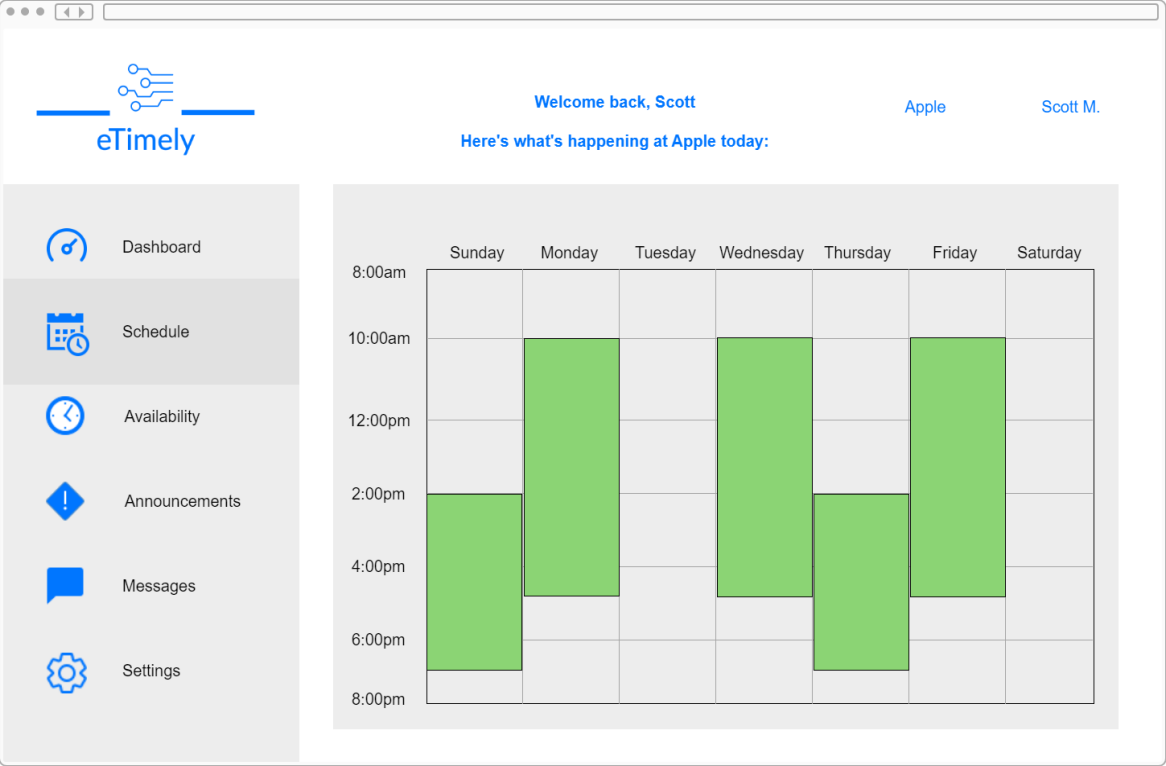 eTimely
Welcome back, Scott
Here's what's happening at Apple today:
Apple
Scott M.
Dashboard
Schedule
Availability
Announcements
Messages
Settings
Sunday Monday Tuesday Wednesday Thursday Friday Saturday
8:00am
10:00am
12:00pm
2:00pm
4:00pm
6:00pm
8:00pm